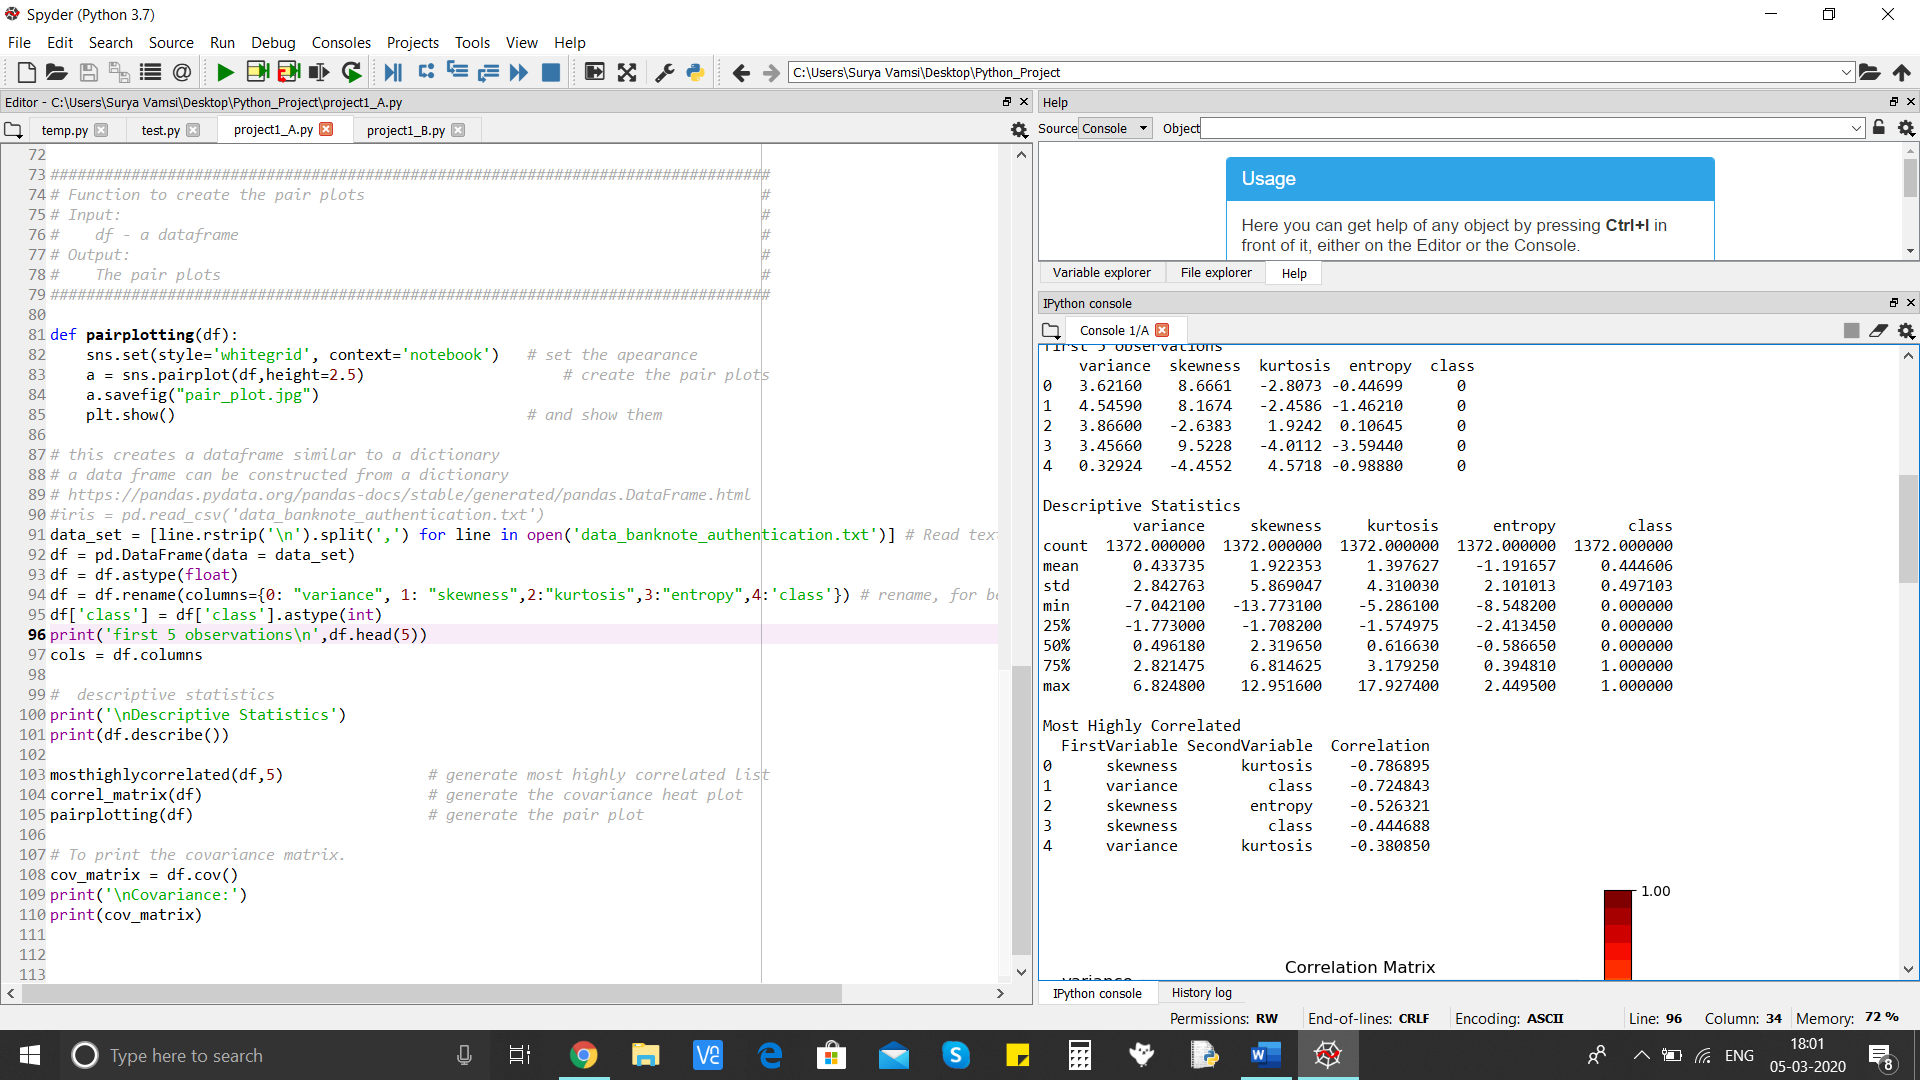 Spyder (Python 3.7)
File Edit Search Source Run Debug Consoles Projects Tools View Help
C:\Users\Surya Vamsi\Desktop\Python_Project
Editor - C:\Users\Surya Vamsi\Desktop\Python_Project\project1_A.py
temp.py test.py project1_A.py project1_B.py
72
73 ################################################################################
74 # Function to create the pair plots #
75 # Input: #
76 #    df - a dataframe #
77 # Output: #
78 #    The pair plots #
79 ################################################################################
80
81 def pairplotting(df):
82     sns.set(style='whitegrid', context='notebook')   # set the apearance
83     a = sns.pairplot(df,height=2.5)                      # create the pair plots
84     a.savefig("pair_plot.jpg")
85     plt.show()                                       # and show them
86
87 # this creates a dataframe similar to a dictionary
88 # a data frame can be constructed from a dictionary
89 # https://pandas.pydata.org/pandas-docs/stable/generated/pandas.DataFrame.html
90 #iris = pd.read_csv('data_banknote_authentication.txt')
91 data_set = [line.rstrip('\n').split(',') for line in open('data_banknote_authentication.txt')] # Read tex
92 df = pd.DataFrame(data = data_set)
93 df = df.astype(float)
94 df = df.rename(columns={0: "variance", 1: "skewness",2:"kurtosis",3:"entropy",4:'class'}) # rename, for be
95 df['class'] = df['class'].astype(int)
96 print('first 5 observations\n',df.head(5))
97 cols = df.columns
98
99 #  descriptive statistics
100 print('\nDescriptive Statistics')
101 print(df.describe())
102
103 mosthighlycorrelated(df,5)                # generate most highly correlated list
104 correl_matrix(df)                         # generate the covariance heat plot
105 pairplotting(df)                          # generate the pair plot
106
107 # To print the covariance matrix.
108 cov_matrix = df.cov()
109 print('\nCovariance:')
110 print(cov_matrix)
111
112
113
Help
Source Console Object
Usage
Here you can get help of any object by pressing Ctrl+I in
front of it, either on the Editor or the Console.
Variable explorer File explorer Help
IPython console
Console 1/A
first 5 observations
    variance  skewness  kurtosis  entropy  class
0   3.62160    8.6661   -2.8073 -0.44699      0
1   4.54590    8.1674   -2.4586 -1.46210      0
2   3.86600   -2.6383    1.9242  0.10645      0
3   3.45660    9.5228   -4.0112 -3.59440      0
4   0.32924   -4.4552    4.5718 -0.98880      0
Descriptive Statistics
          variance     skewness     kurtosis      entropy        class
count  1372.000000  1372.000000  1372.000000  1372.000000  1372.000000
mean      0.433735     1.922353     1.397627    -1.191657     0.444606
std       2.842763     5.869047     4.310030     2.101013     0.497103
min      -7.042100   -13.773100    -5.286100    -8.548200     0.000000
25%      -1.773000    -1.708200    -1.574975    -2.413450     0.000000
50%       0.496180     2.319650     0.616630    -0.586650     0.000000
75%       2.821475     6.814625     3.179250     0.394810     1.000000
max       6.824800    12.951600    17.927400     2.449500     1.000000
Most Highly Correlated
  FirstVariable SecondVariable  Correlation
0      skewness       kurtosis    -0.786895
1      variance          class    -0.724843
2      skewness        entropy    -0.526321
3      skewness          class    -0.444688
4      variance       kurtosis    -0.380850
1.00
Correlation Matrix
variance
IPython console History log
Permissions: RW End-of-lines: CRLF Encoding: ASCII Line: 96 Column: 34 Memory: 72 %
Type here to search
ENG
18:01
05-03-2020
8